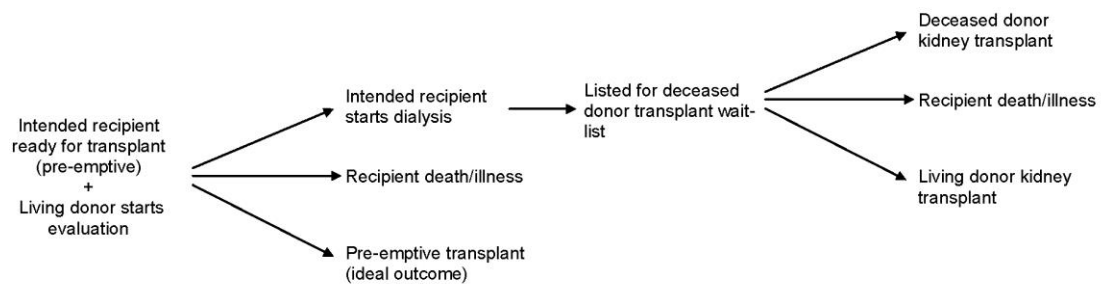 Intended recipient
ready for transplant
(pre-emptive)
+
Living donor starts
evaluation
Intended recipient
starts dialysis
Recipient death/illness
Pre-emptive transplant
(ideal outcome)
Listed for deceased
donor transplant wait-
list
Deceased donor
kidney transplant
Recipient death/illness
Living donor kidney
transplant